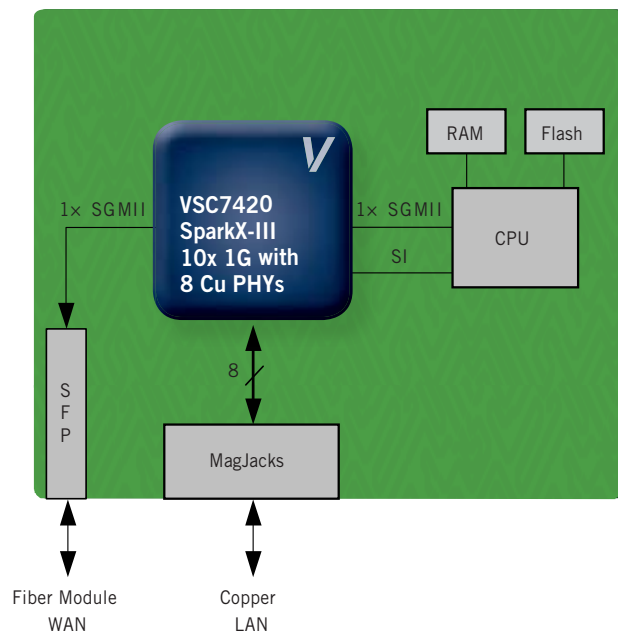 RAM
Flash
V
VSC7420
SparkX-III
10x 1G with
8 Cu PHYs
1x SGMII
1x SGMII
SI
CPU
8
S
F
P
MagJacks
Fiber Module
WAN
Copper
LAN